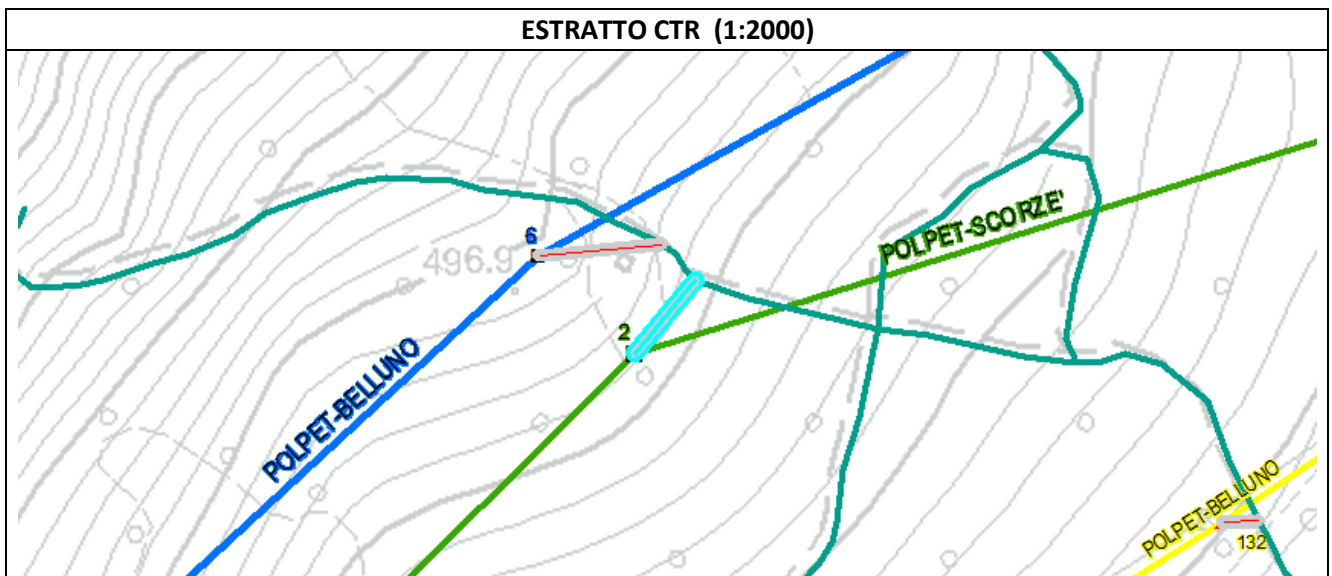 ESTRATTO CTR (1:2000)
POLPET-SCORZE'
6
496.9
2
POLPET-BELLUNO
POLPET-BELLUNO
132